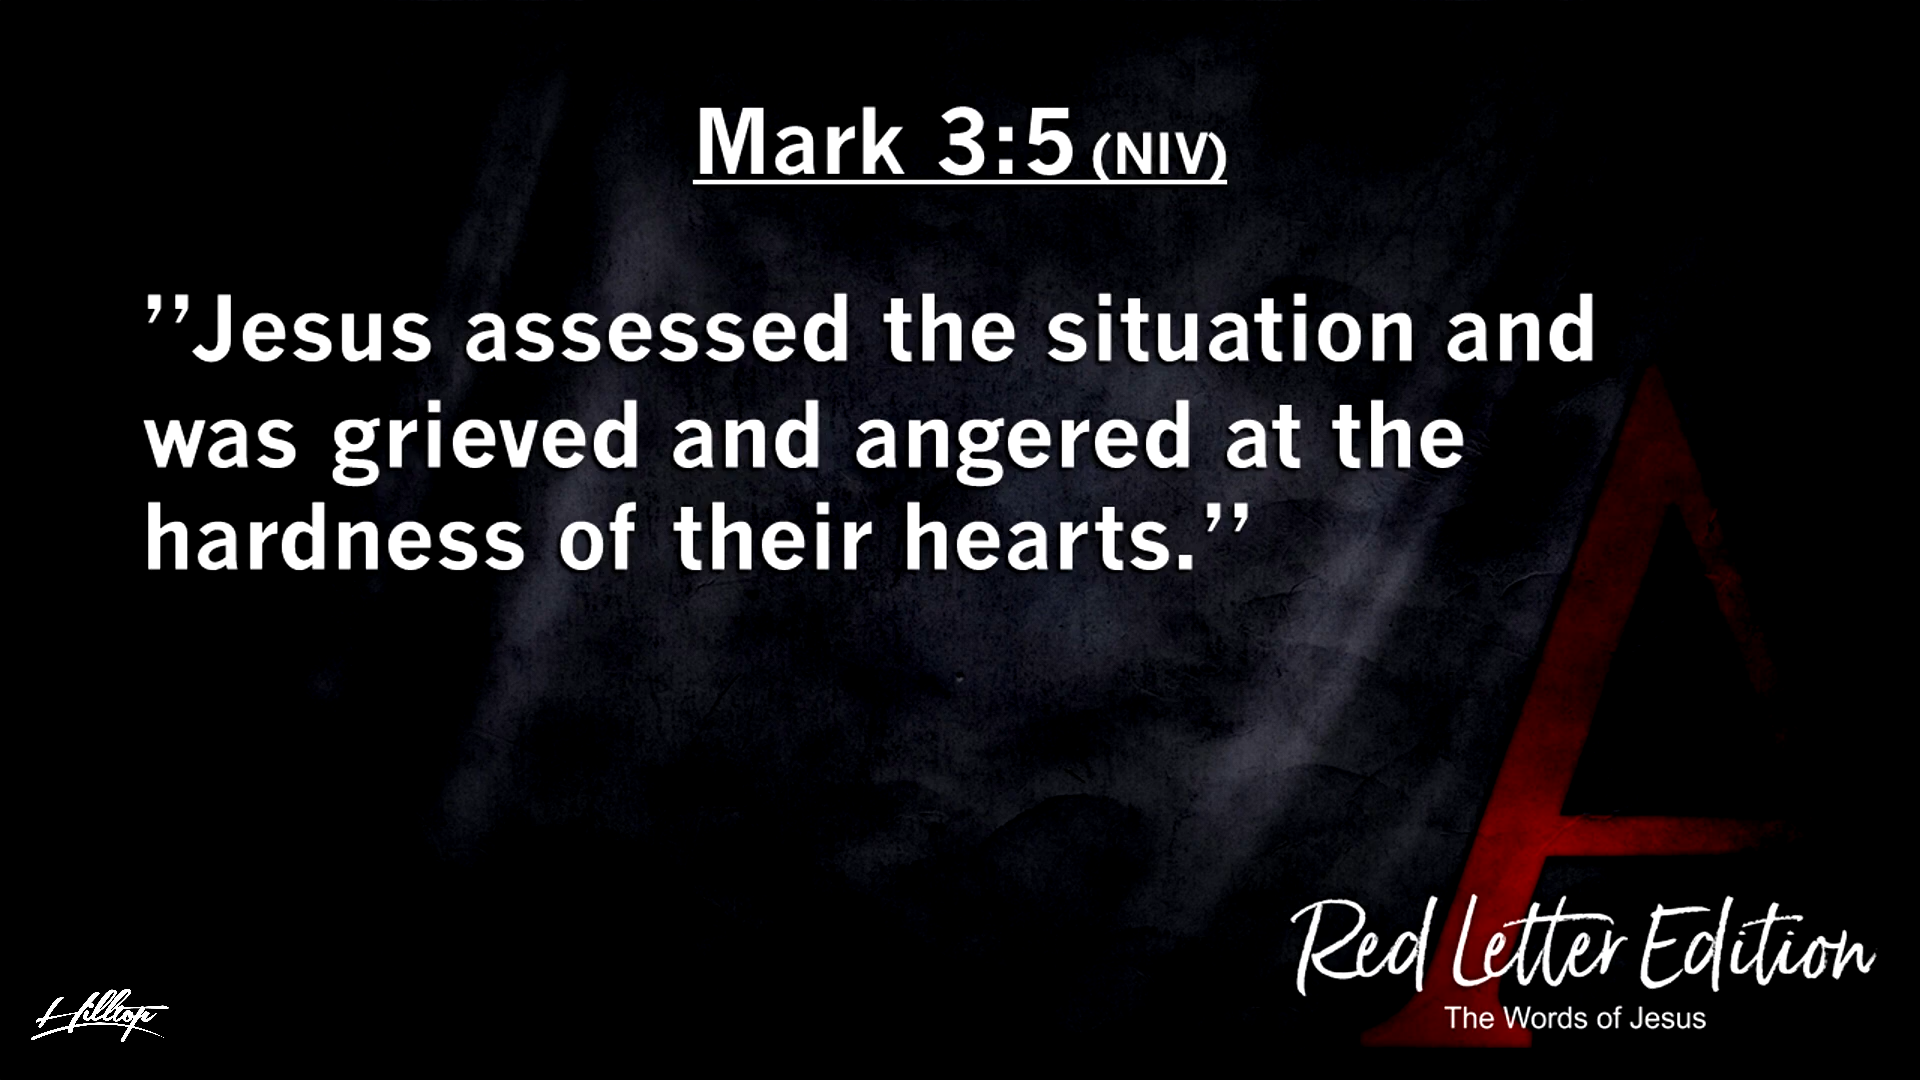 Mark 3:5 (NIV)
’’Jesus assessed the situation and
was grieved and angered at the
hardness of their hearts.’’
Red Letter Edition
The Words of Jesus
Hilltop